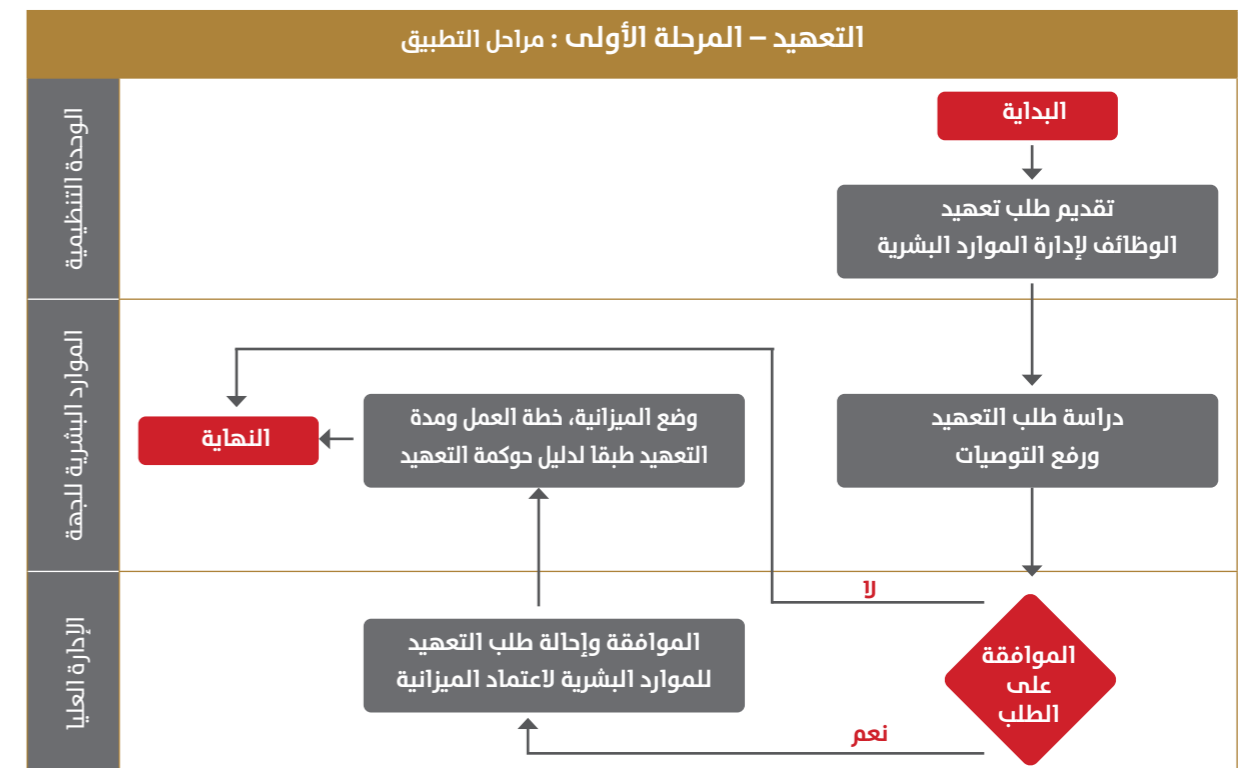 التعهيد – المرحلة الأولى : مراحل التطبيق
الوحدة التنظيمية
البداية
تقديم طلب تعهيد
الوظائف لإدارة الموارد البشرية
الموارد البشرية للجهة
دراسة طلب التعهيد
ورفع التوصيات
وضع الميزانية، خطة العمل ومدة
التعهيد طبقا لدليل حوكمة التعهيد
النهاية
الإدارة العليا
الموافقة
على
الطلب
لا
نعم
الموافقة وإحالة طلب التعهيد
للموارد البشرية لاعتماد الميزانية